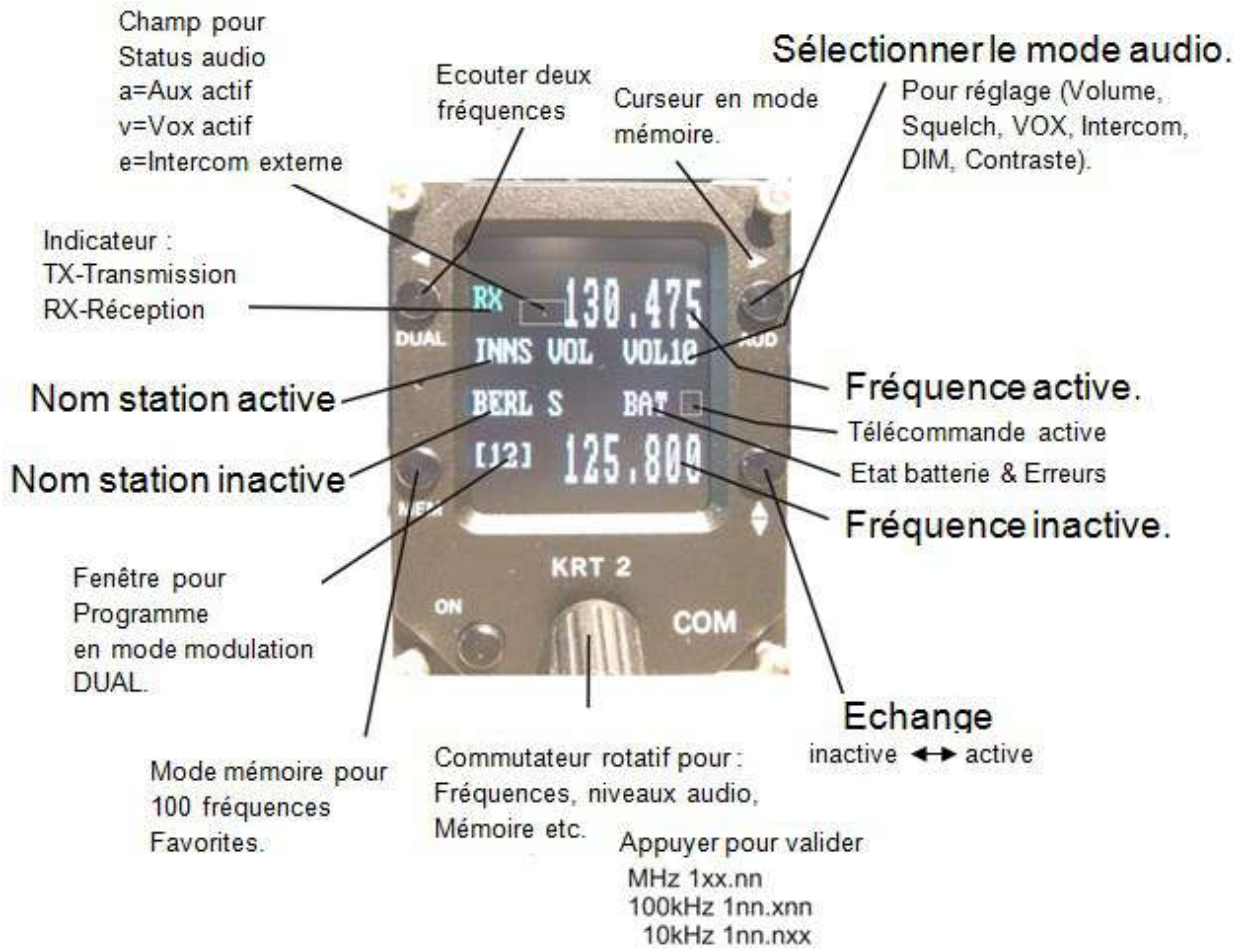 Champ pour
Status audio
a=Aux actif
v=Vox actif
e=Intercom externe
Ecouter deux
fréquences
Curseur en mode
mémoire.
Sélectionner le mode audio.
Pour réglage (Volume,
Squelch, VOX, Intercom,
DIM, Contraste).
Indicateur :
TX-Transmission
RX-Réception
RX
130.475
DUAL
AUD
INNS VOL VOL10
Nom station active
Fréquence active.
BERL S BAT
Télécommande active
Nom station inactive
[12] 125.800
Etat batterie & Erreurs
MEM
Fréquence inactive.
KRT 2
ON
COM
Fenêtre pour
Programme
en mode modulation
DUAL.
Echange
inactive ◄─► active
Mode mémoire pour
100 fréquences
Favorites.
Commutateur rotatif pour :
Fréquences, niveaux audio,
Mémoire etc.
Appuyer pour valider
MHz 1xx.nn
100kHz 1nn.xnn
10kHz 1nn.nxx